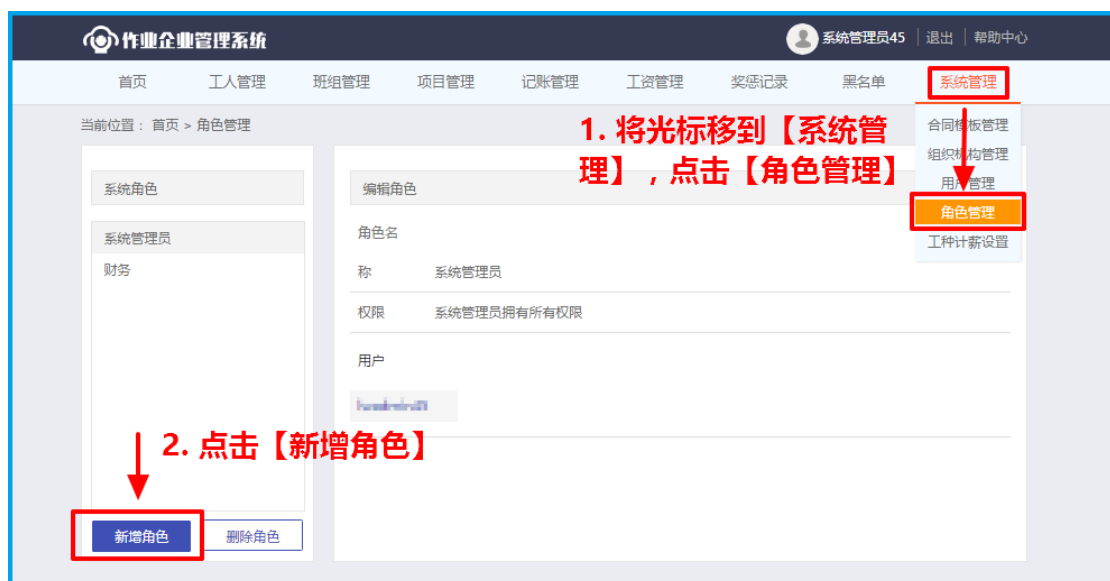 作业企业管理系统
系统管理员45 退出 帮助中心
首页 工人管理 班组管理 项目管理 记账管理 工资管理 奖惩记录 黑名单 系统管理
当前位置： 首页 > 角色管理
合同模板管理
组织机构管理
用户管理
角色管理
工种计薪设置
1. 将光标移到【系统管
理】，点击【角色管理】
系统角色
系统管理员
财务
编辑角色
角色名
称 系统管理员
权限 系统管理员拥有所有权限
用户
2. 点击【新增角色】
新增角色 删除角色